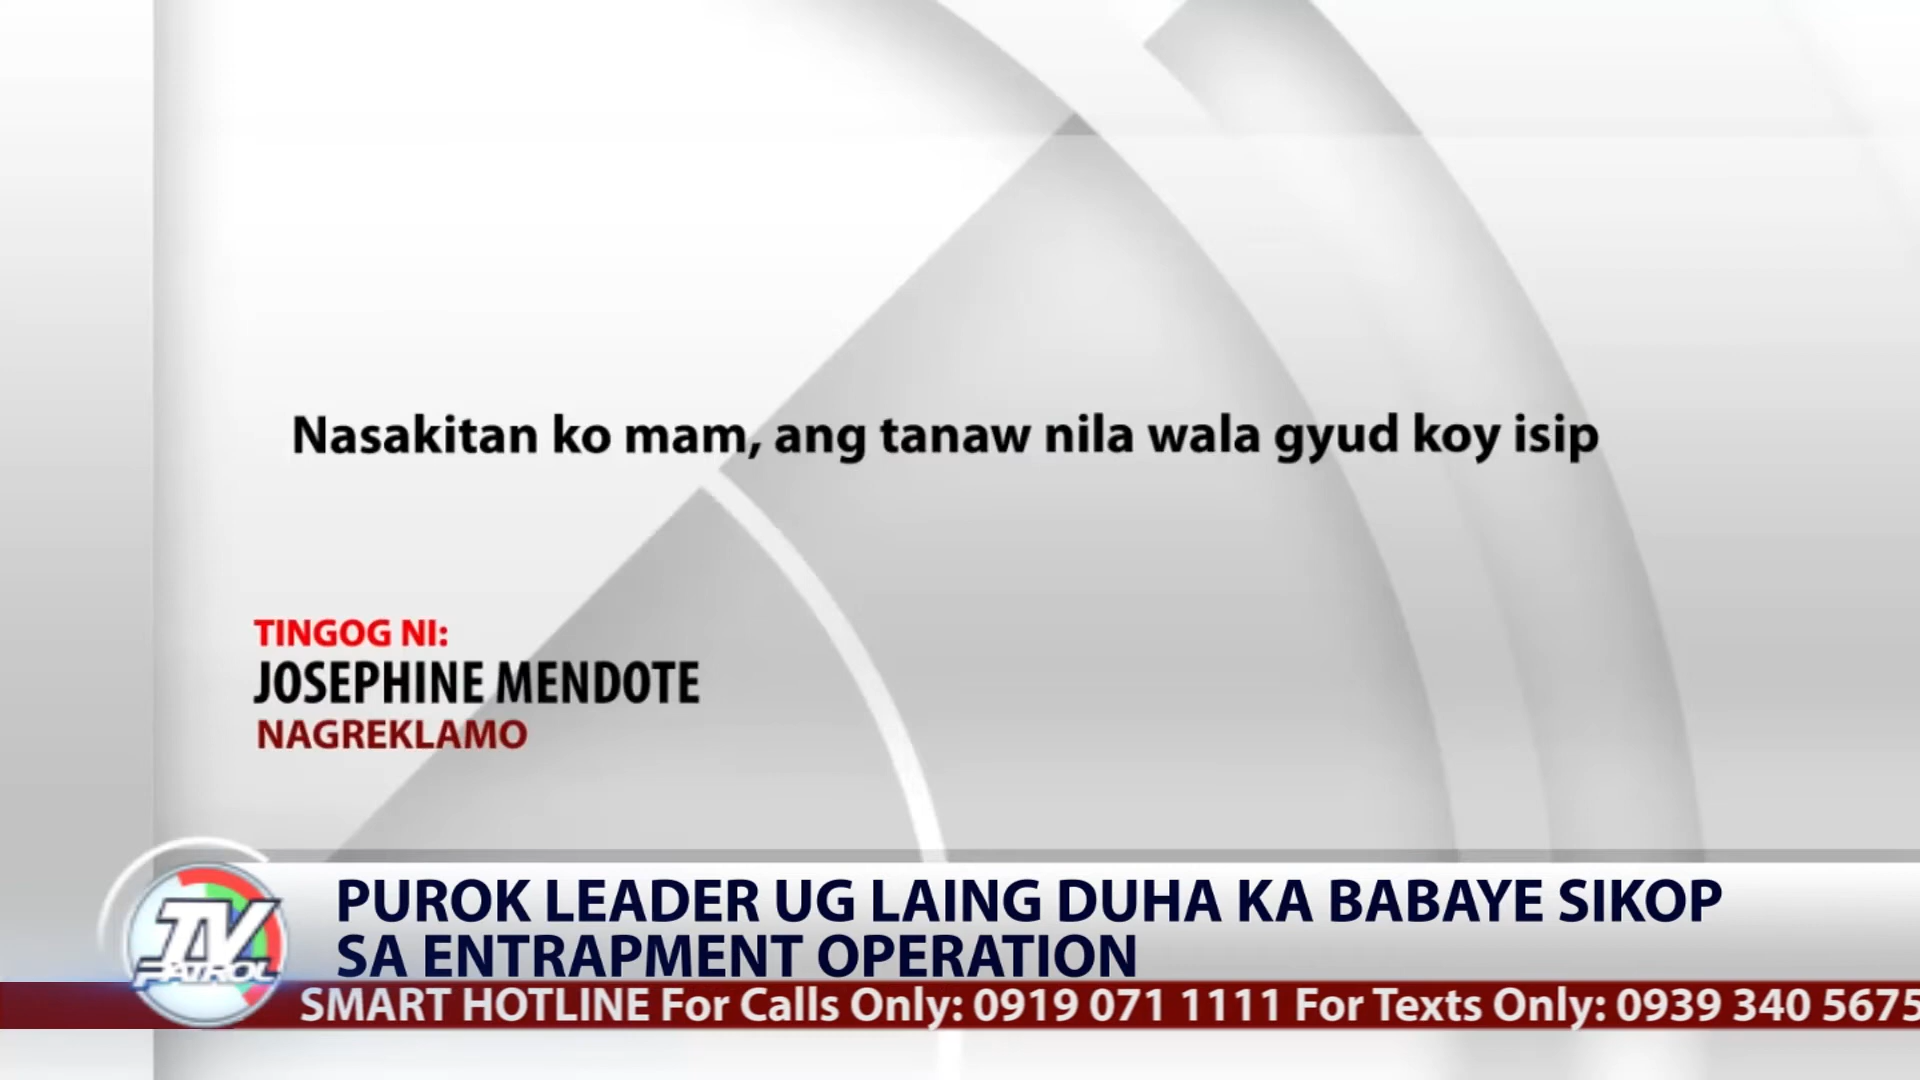 Nasakitan ko mam, ang tanaw nila wala gyud koy isip
TINGOG NI:
JOSEPHINE MENDOTE
NAGREKLAMO
PUROK LEADER UG LAING DUHA KA BABAYE SIKOP
SA ENTRAPMENT OPERATION
TV
PATROL
SMART HOTLINE For Calls Only: 0919 071 1111 For Texts Only: 0939 340 5675